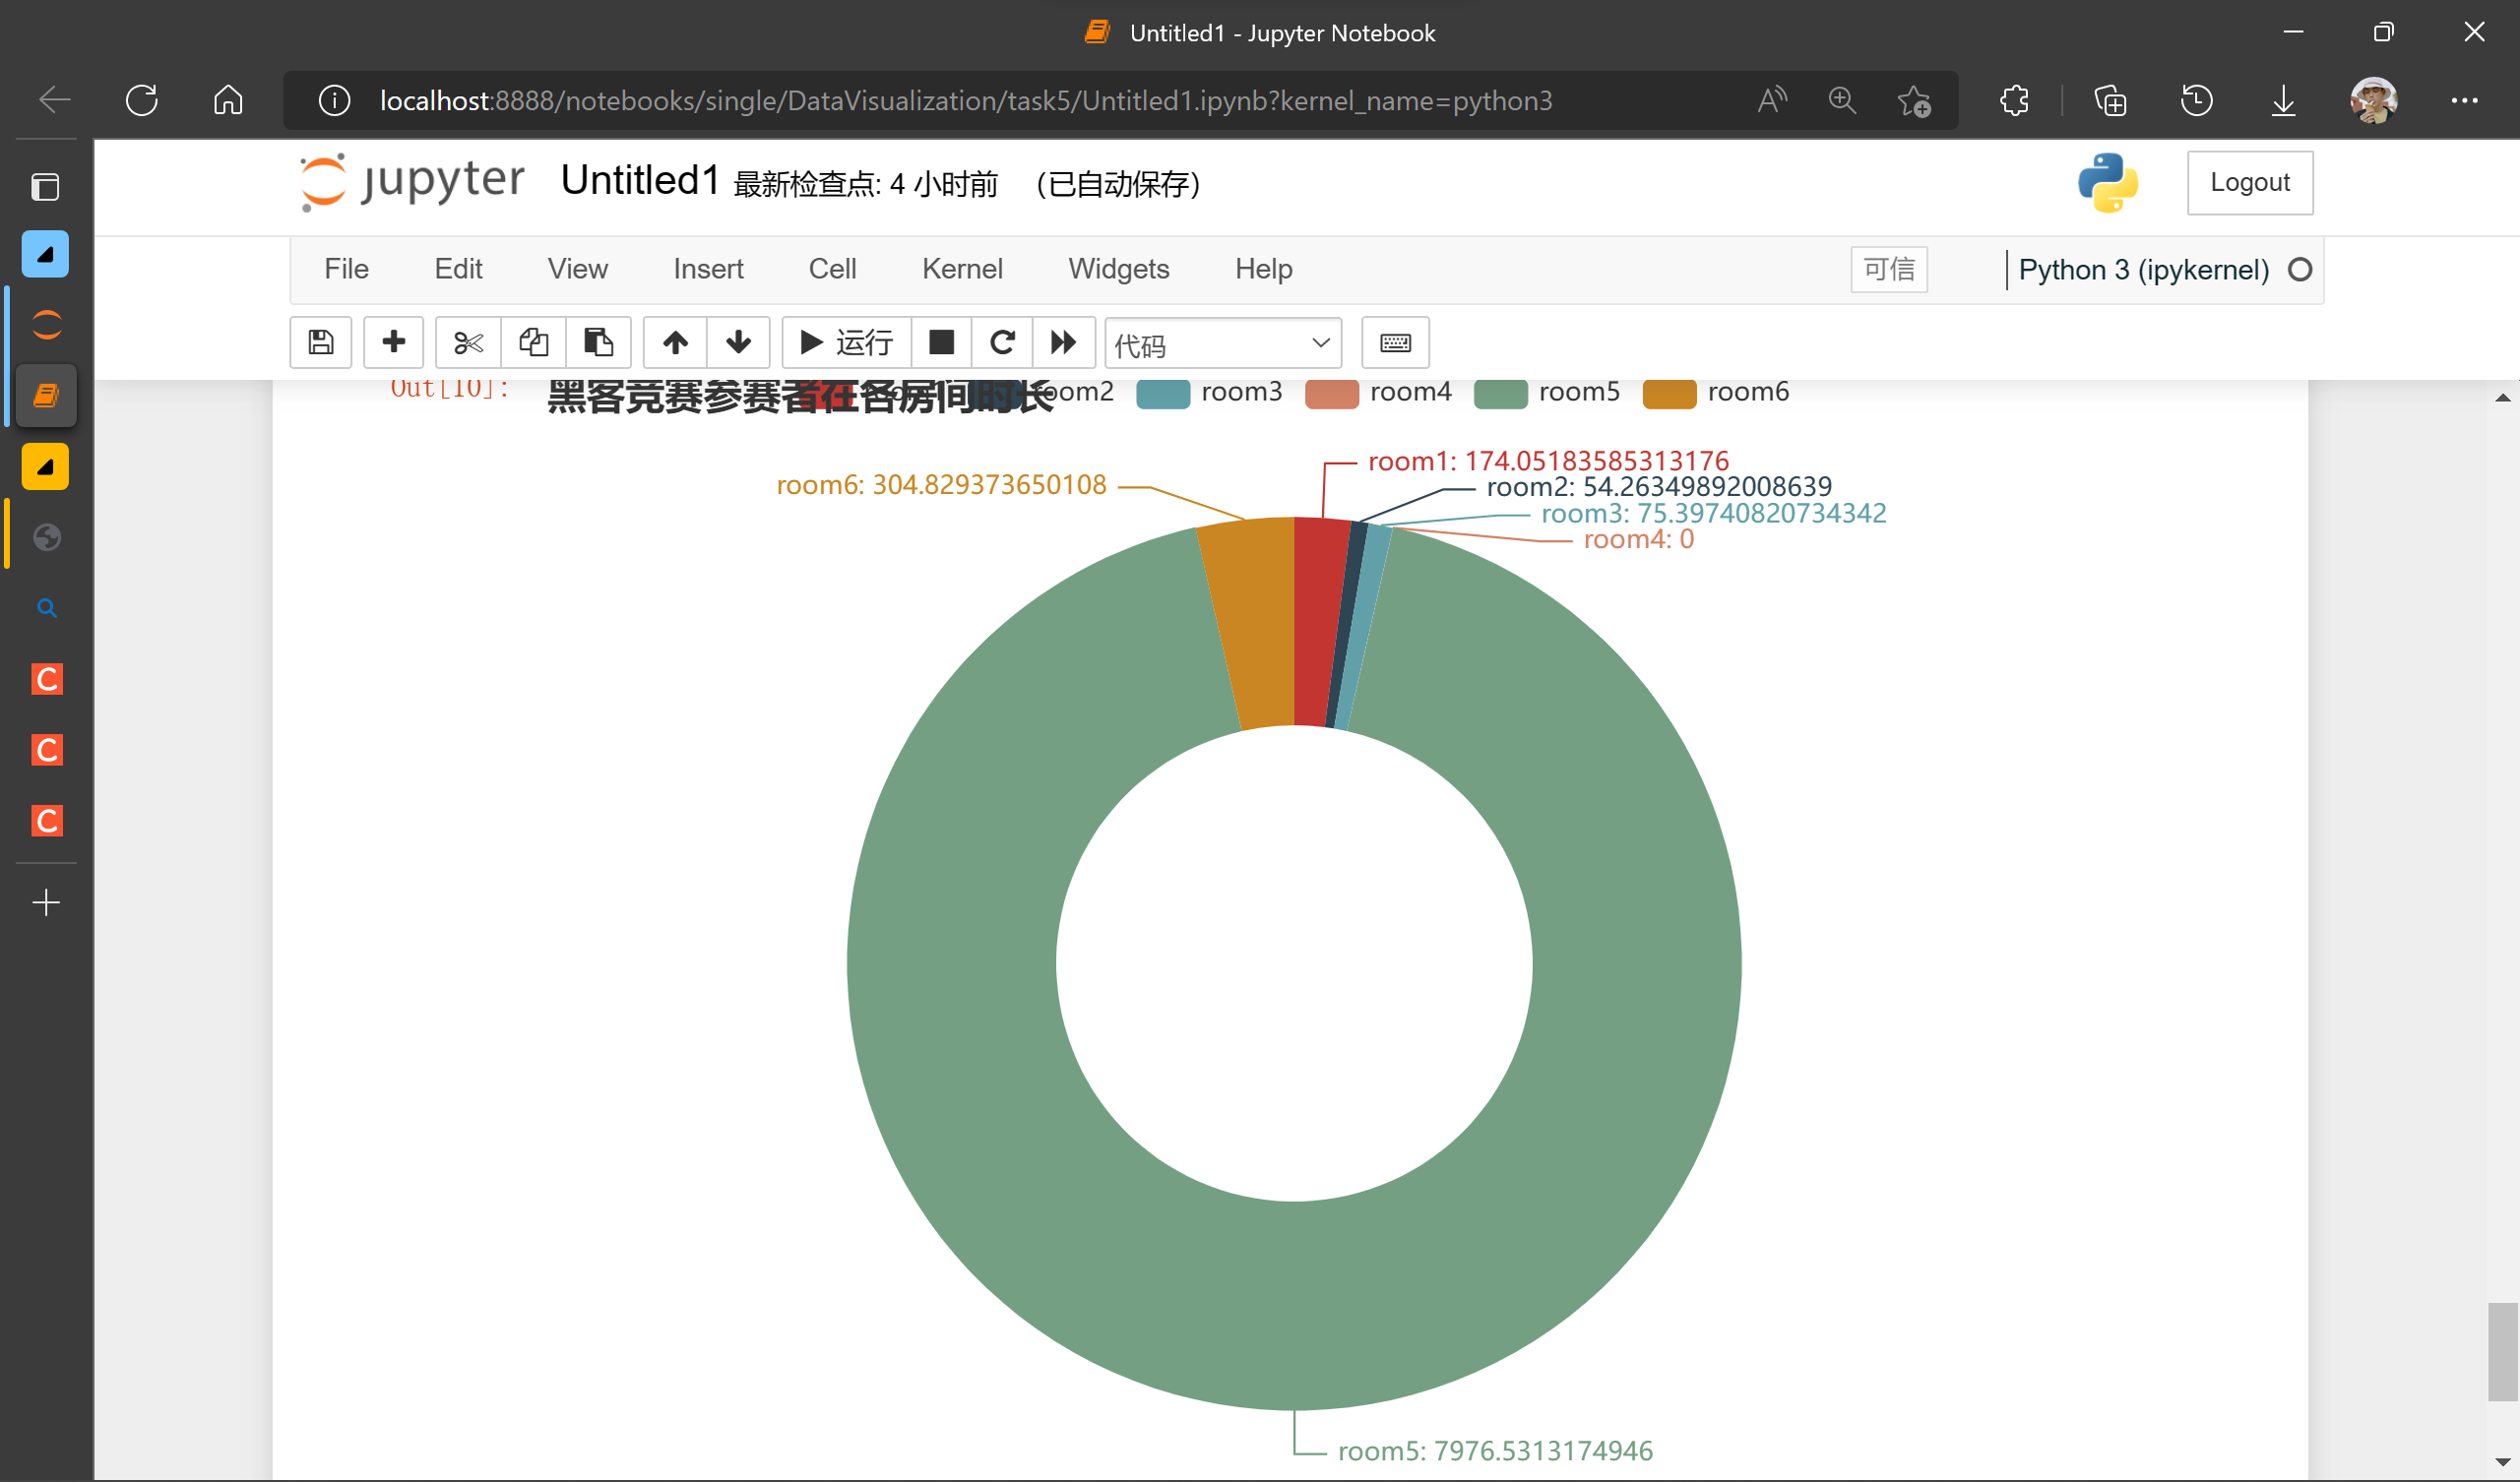 Untitled1 - Jupyter Notebook
localhost:8888/notebooks/single/DataVisualization/task5/Untitled1.ipynb?kernel_name=python3
jupyter Untitled1 最新检查点: 4 小时前 (已自动保存)
Logout
File Edit View Insert Cell Kernel Widgets Help 可信 Python 3 (ipykernel)
运行 代码
Out[10]: 黑客竞赛参赛者在各房间时长 room2 room3 room4 room5 room6
room1: 174.05183585313176
room6: 304.829373650108
room2: 54.26349892008639
room3: 75.39740820734342
room4: 0
room5: 7976.5313174946